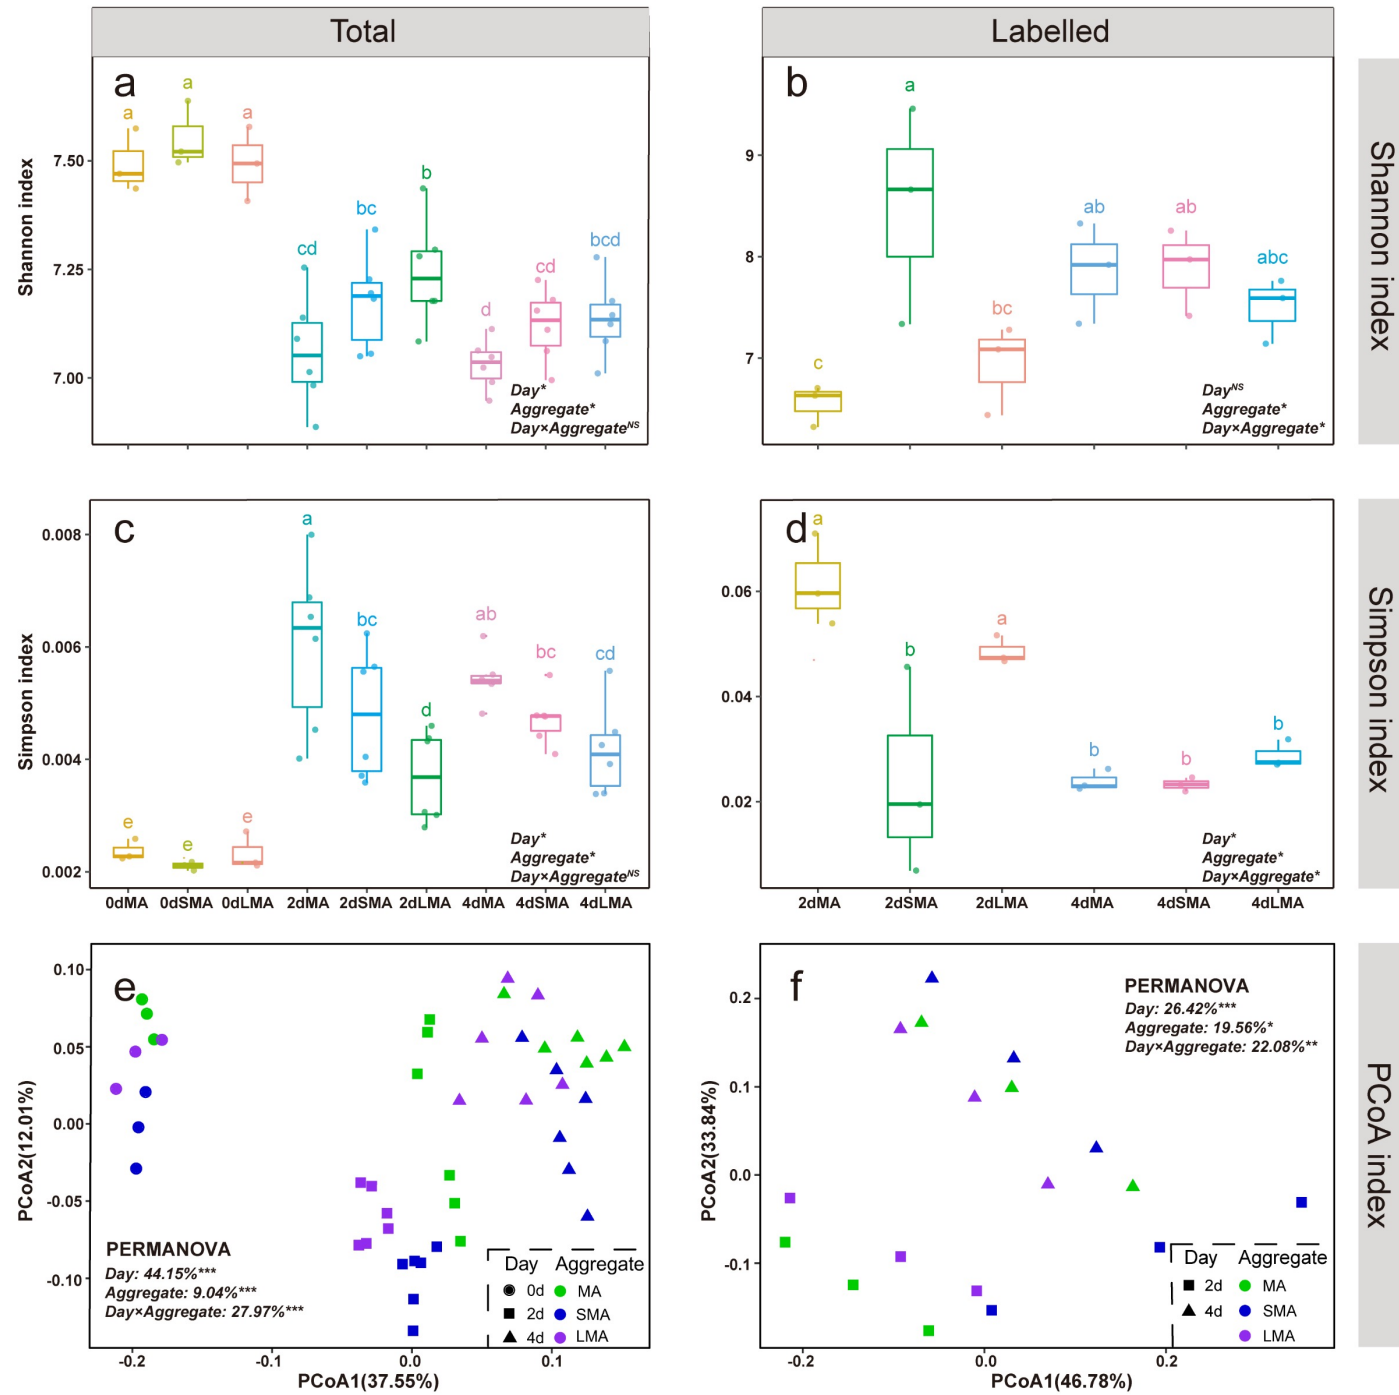 Total
Labelled
a
Shannon index
7.50
7.25
7.00
a
a
a
cd
bc
b
d
cd
bcd
Day*
Aggregate*
Day×AggregateNS
b
9
8
7
c
a
bc
ab
ab
abc
DayNS
Aggregate*
Day×Aggregate*
Shannon index
c
Simpson index
0.008
0.006
0.004
0.002
e
e
e
a
bc
d
ab
bc
cd
Day*
Aggregate*
Day×AggregateNS
0dMA 0dSMA 0dLMA 2dMA 2dSMA 2dLMA 4dMA 4dSMA 4dLMA
d
0.06
0.04
0.02
a
b
a
b
b
b
Day*
Aggregate*
Day×Aggregate*
2dMA 2dSMA 2dLMA 4dMA 4dSMA 4dLMA
Simpson index
e
PCoA2(12.01%)
0.10
0.05
0.00
-0.05
-0.10
PERMANOVA
Day: 44.15%***
Aggregate: 9.04%***
Day×Aggregate: 27.97%***
Day Aggregate
0d MA
2d SMA
4d LMA
-0.2 -0.1 0.0 0.1
PCoA1(37.55%)
f
PCoA2(33.84%)
0.2
0.1
0.0
-0.1
PERMANOVA
Day: 26.42%***
Aggregate: 19.56%*
Day×Aggregate: 22.08%**
Day Aggregate
2d MA
4d SMA
LMA
-0.2 0.0 0.2
PCoA1(46.78%)
PCoA index